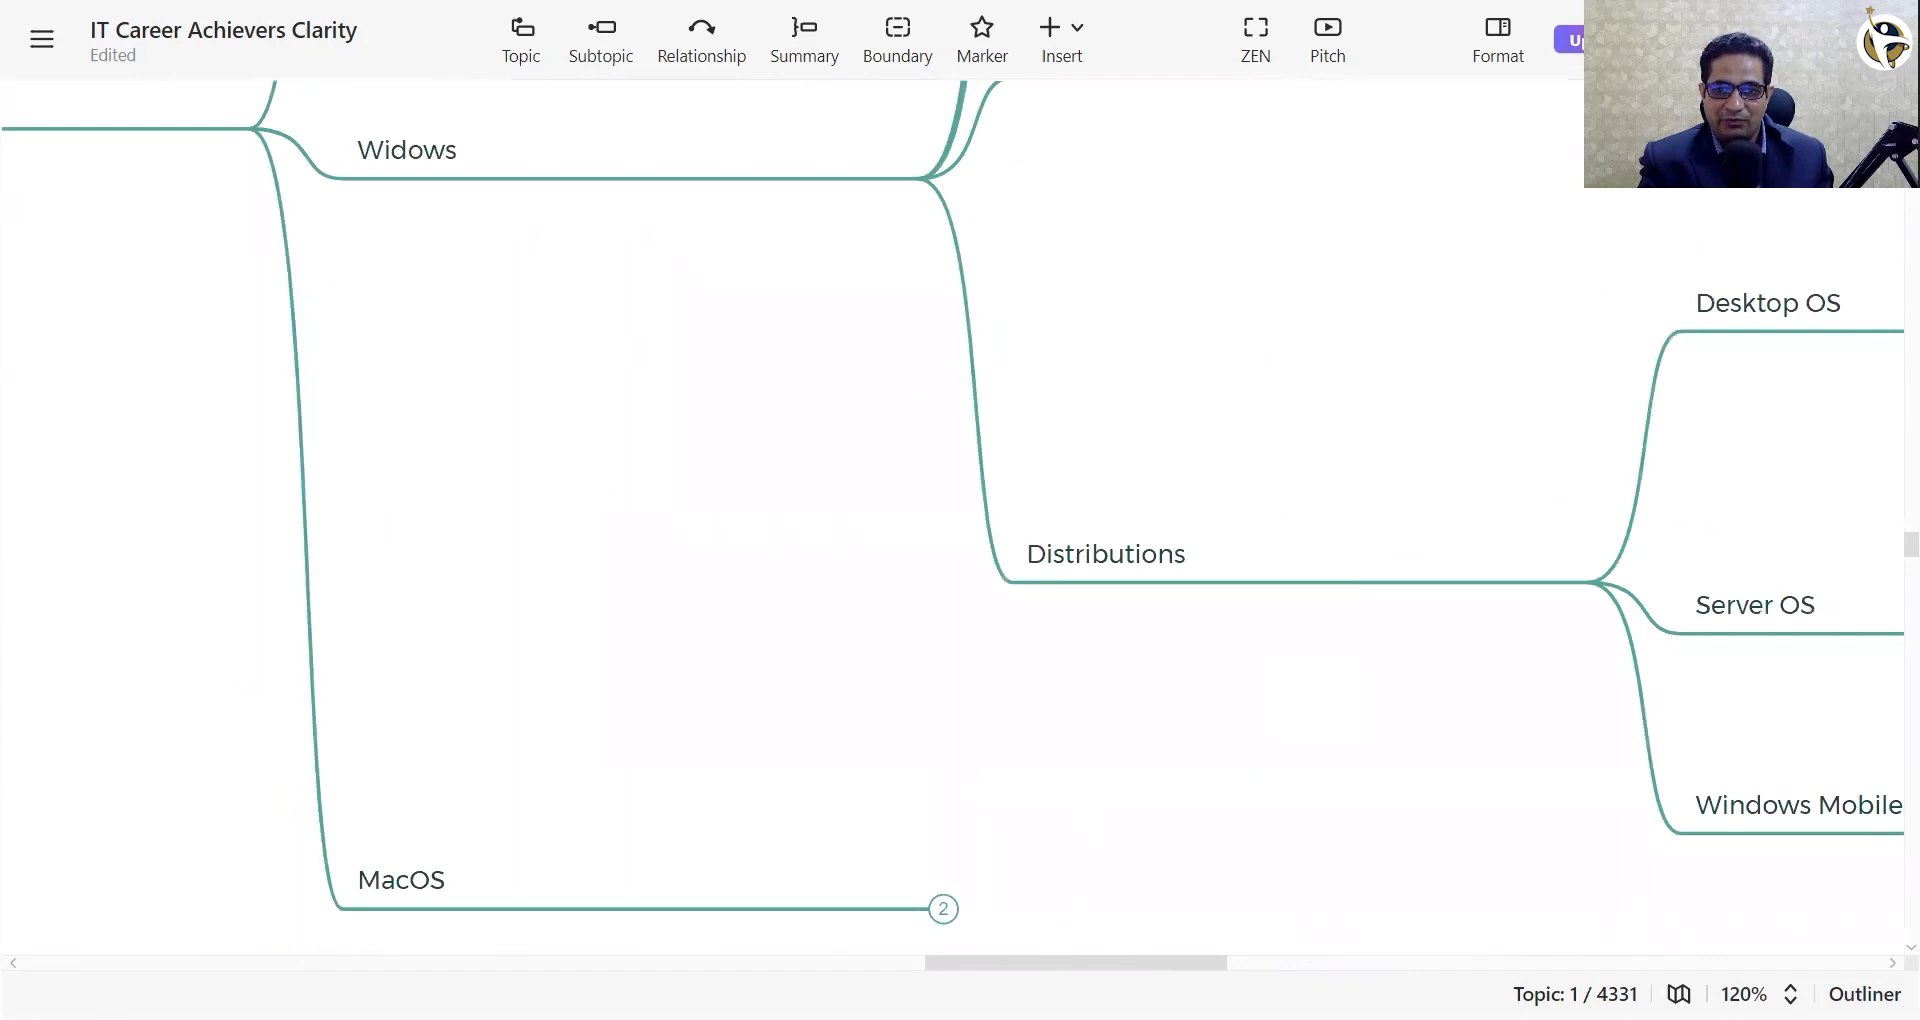 IT Career Achievers Clarity
Edited
Topic
Subtopic
Relationship
Summary
Boundary
Marker
Insert
ZEN
Pitch
Format
Widows
Desktop OS
Distributions
Server OS
Windows Mobile
MacOS
2
Topic: 1 / 4331
120%
Outliner